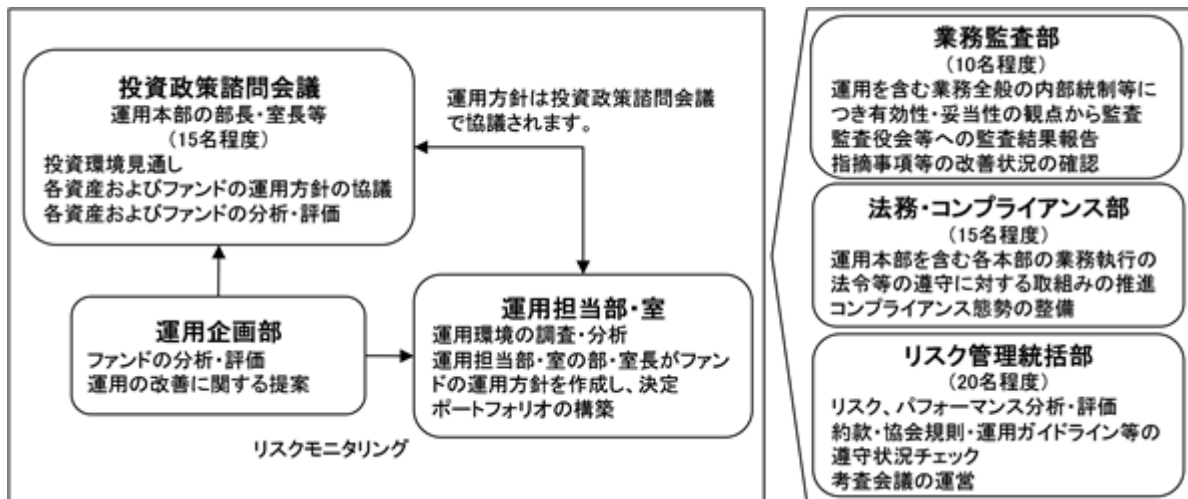 投資政策諮問会議
運用本部の部長・室長等
(15名程度)
投資環境見通し
各資産およびファンドの運用方針の協議
各資産およびファンドの分析・評価
運用方針は投資政策諮問会議
で協議されます。
運用企画部
ファンドの分析・評価
運用の改善に関する提案
運用担当部・室
運用環境の調査・分析
運用担当部・室の部・室長がファン
ドの運用方針を作成し、決定
ポートフォリオの構築
リスクモニタリング
業務監査部
(10名程度)
運用を含む業務全般の内部統制等に
つき有効性・妥当性の観点から監査
監査役会等への監査結果報告
指摘事項等の改善状況の確認
法務・コンプライアンス部
(15名程度)
運用本部を含む各本部の業務執行の
法令等の遵守に対する取組みの推進
コンプライアンス態勢の整備
リスク管理統括部
(20名程度)
リスク、パフォーマンス分析・評価
約款・協会規則・運用ガイドライン等の
遵守状況チェック
考査会議の運営